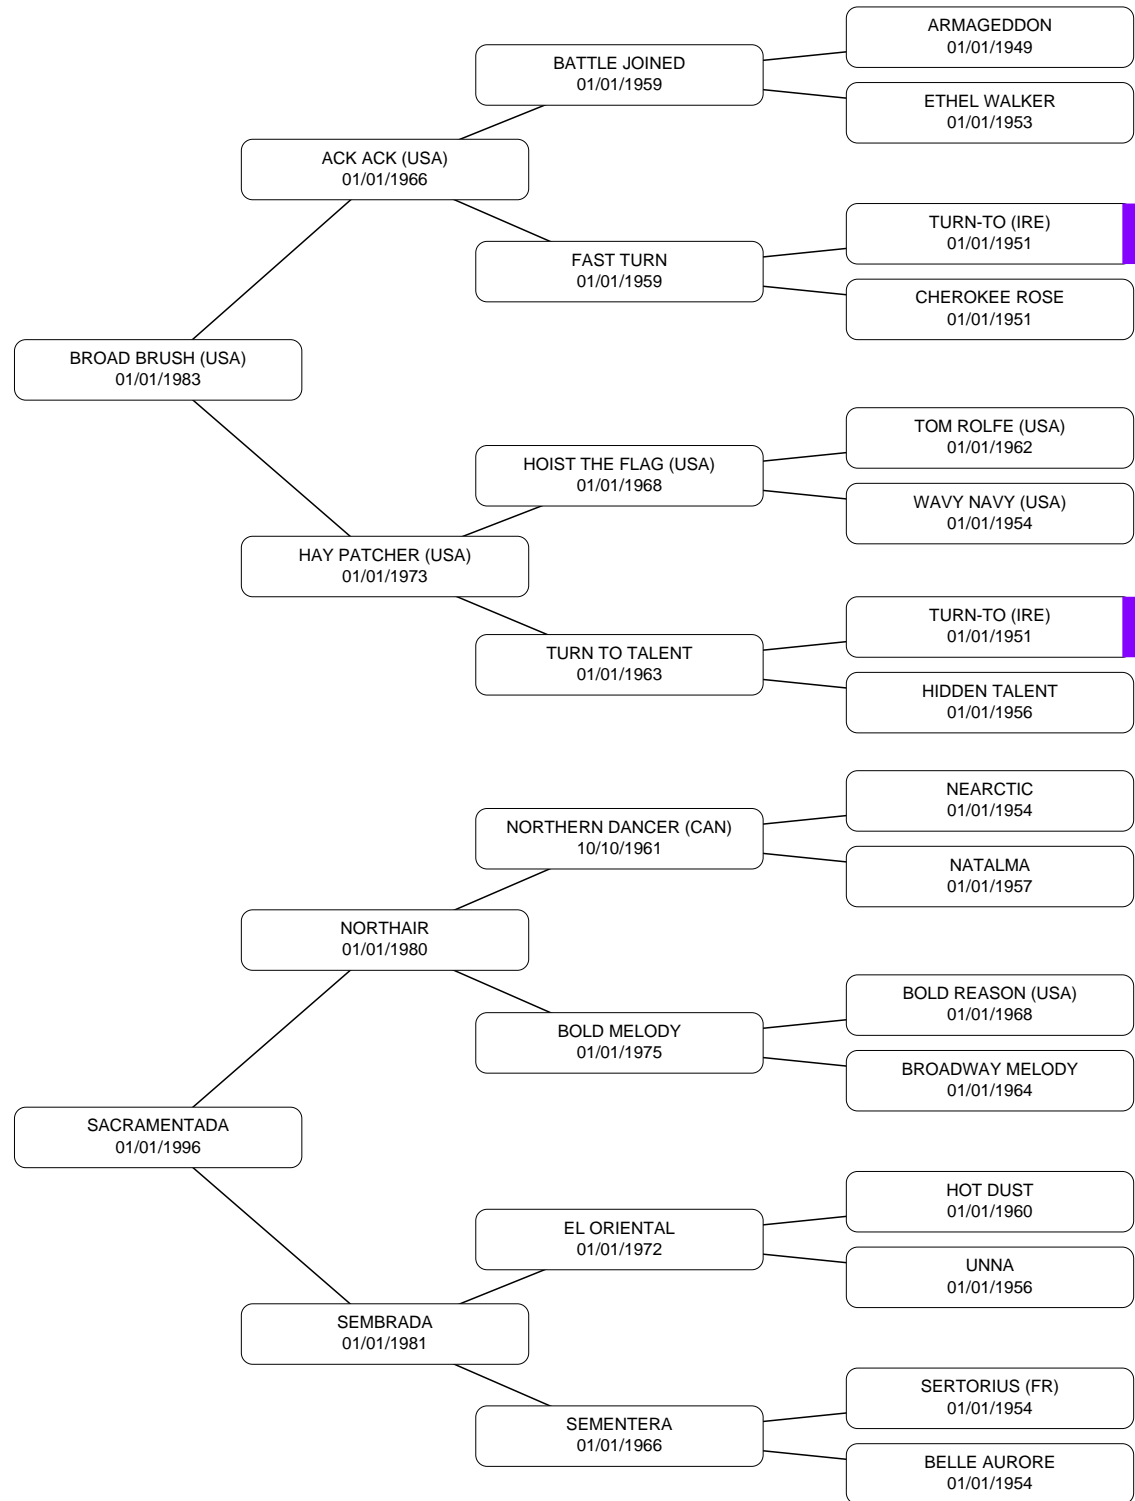 ARMAGEDDON
01/01/1949
BATTLE JOINED
01/01/1959
ETHEL WALKER
01/01/1953
ACK ACK (USA)
01/01/1966
TURN-TO (IRE)
01/01/1951
FAST TURN
01/01/1959
CHEROKEE ROSE
01/01/1951
BROAD BRUSH (USA)
01/01/1983
TOM ROLFE (USA)
01/01/1962
HOIST THE FLAG (USA)
01/01/1968
WAVY NAVY (USA)
01/01/1954
HAY PATCHER (USA)
01/01/1973
TURN-TO (IRE)
01/01/1951
TURN TO TALENT
01/01/1963
HIDDEN TALENT
01/01/1956
NEARCTIC
01/01/1954
NORTHERN DANCER (CAN)
10/10/1961
NATALMA
01/01/1957
NORTHAIR
01/01/1980
BOLD REASON (USA)
01/01/1968
BOLD MELODY
01/01/1975
BROADWAY MELODY
01/01/1964
SACRAMENTADA
01/01/1996
HOT DUST
01/01/1960
EL ORIENTAL
01/01/1972
UNNA
01/01/1956
SEMBRADA
01/01/1981
SERTORIUS (FR)
01/01/1954
SEMENTERA
01/01/1966
BELLE AURORE
01/01/1954